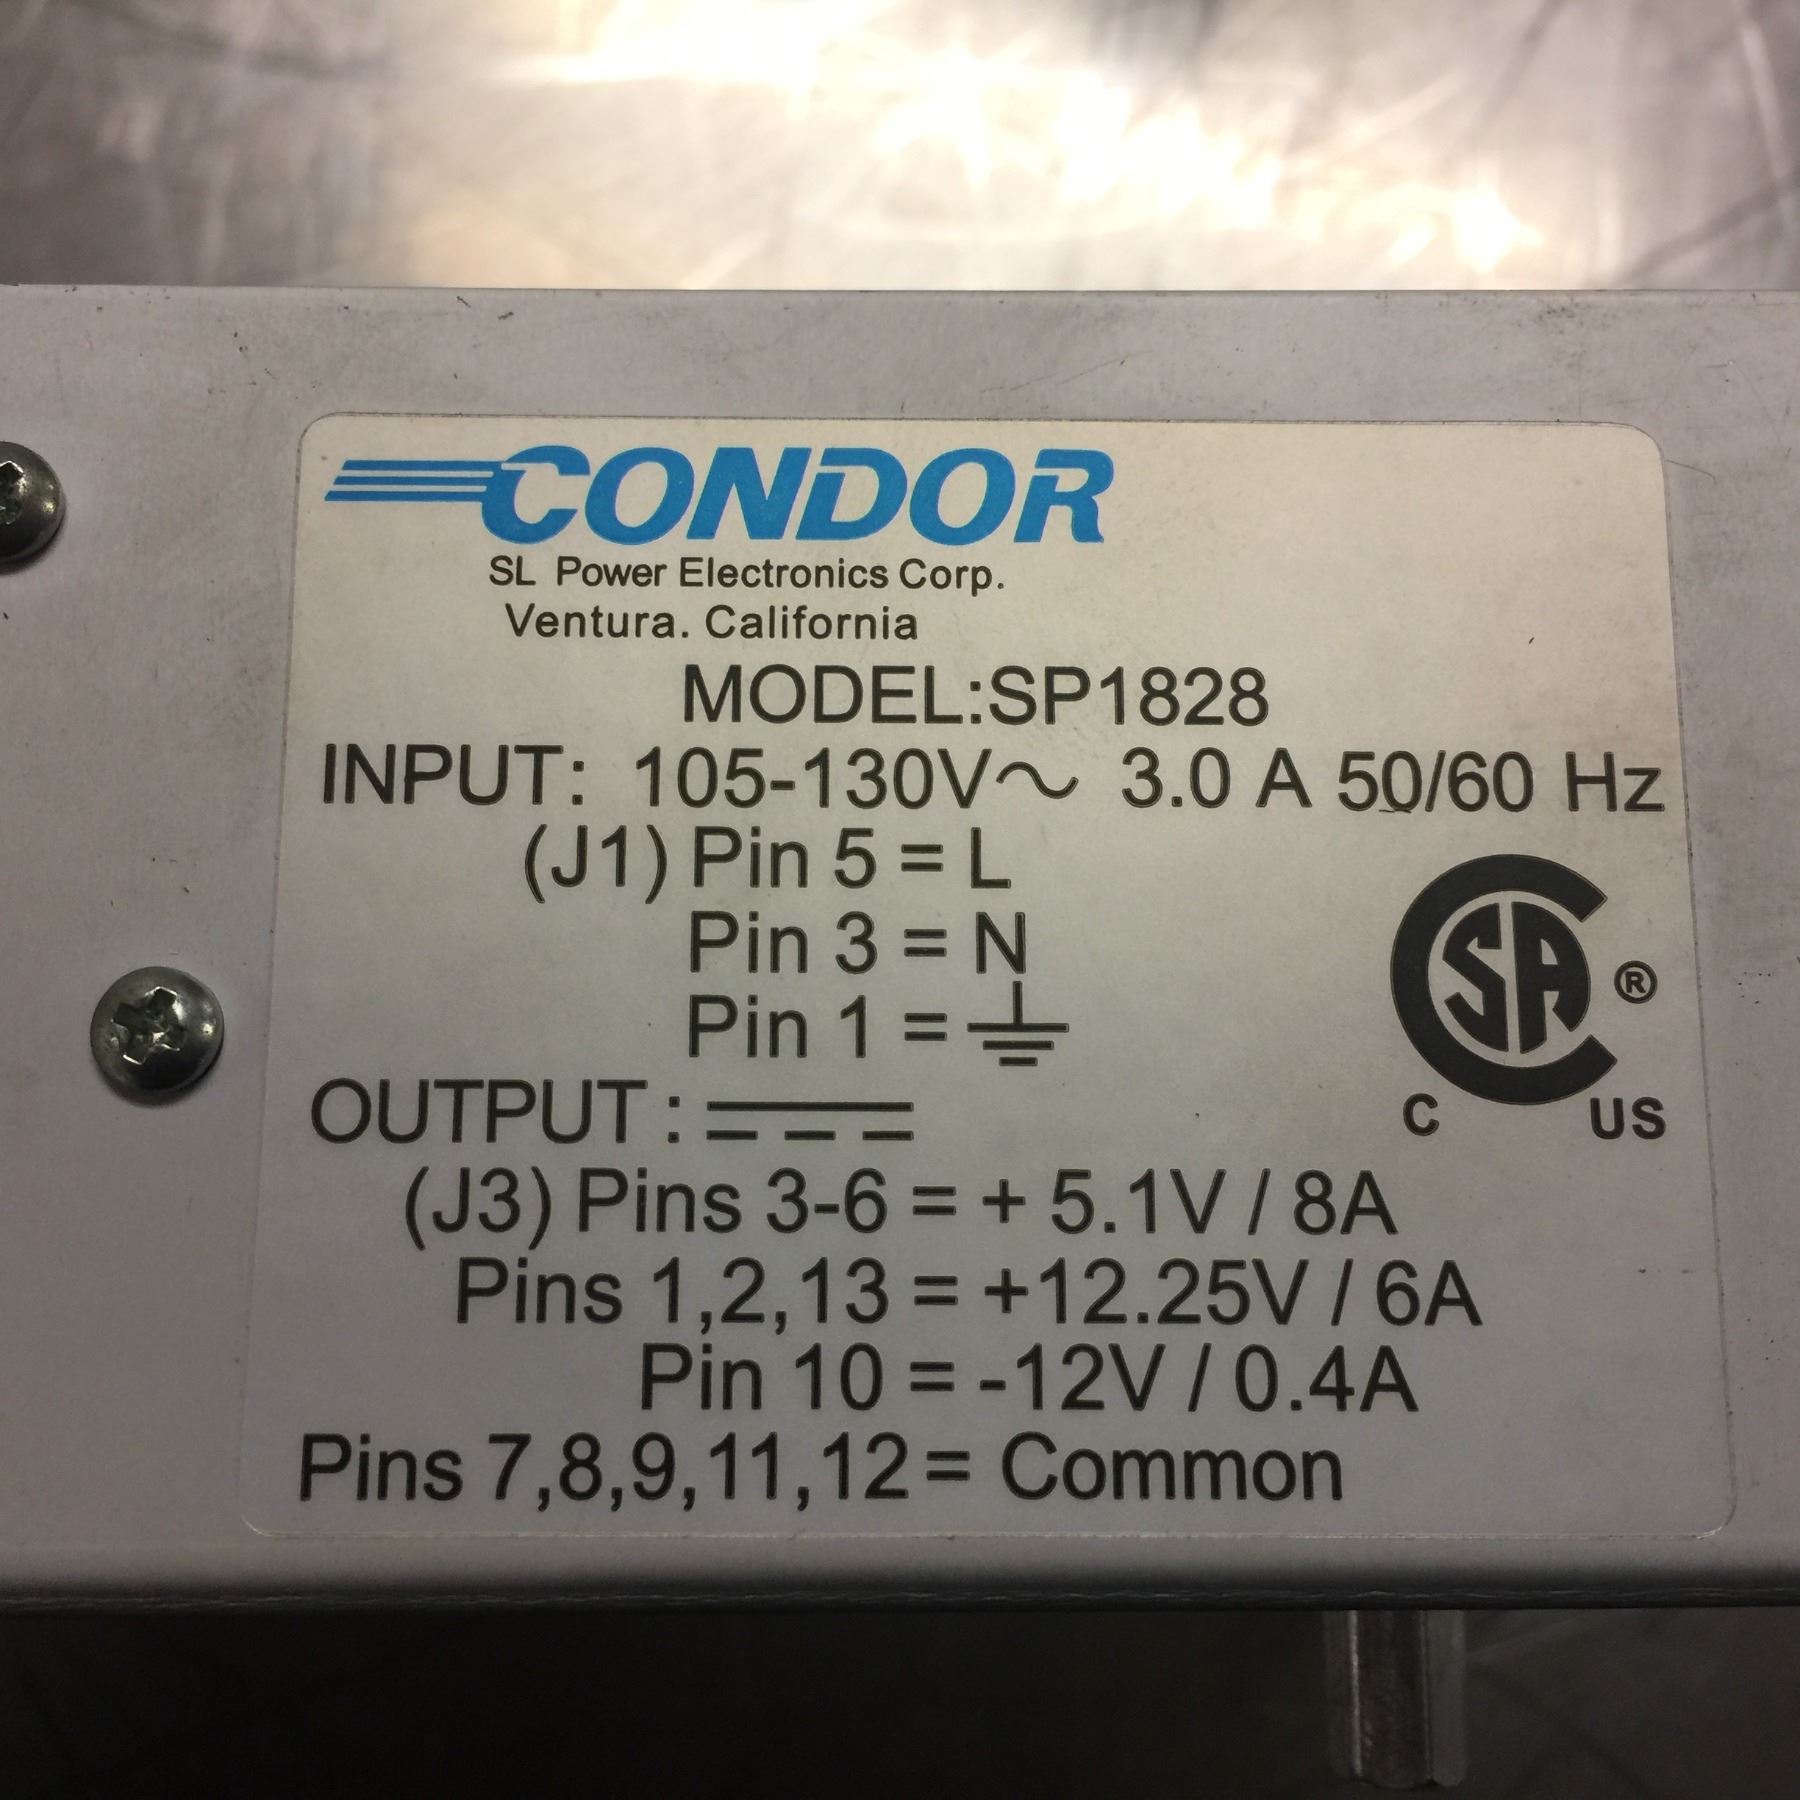 CONDOR
SL Power Electronics Corp.
Ventura. California
MODEL:SP1828
INPUT: 105-130V~ 3.0 A 50/60 Hz
(J1) Pin 5 = L
Pin 3 = N
Pin 1 = ⏚
SA ®
C US
OUTPUT : ⎓
(J3) Pins 3-6 = + 5.1V / 8A
Pins 1,2,13 = +12.25V / 6A
Pin 10 = -12V / 0.4A
Pins 7,8,9,11,12 = Common